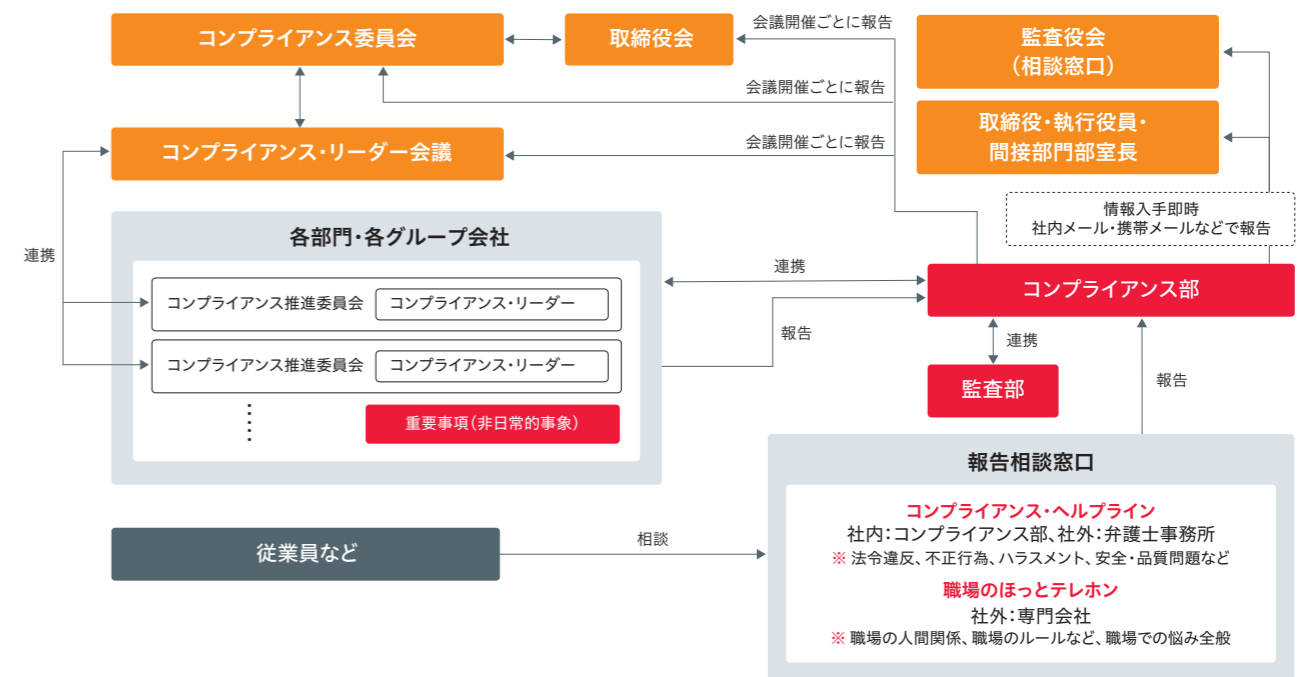 コンプライアンス委員会
取締役会
会議開催ごとに報告
監査役会
（相談窓口）
会議開催ごとに報告
コンプライアンス・リーダー会議
会議開催ごとに報告
取締役・執行役員・
間接部門部室長
情報入手即時
社内メール・携帯メールなどで報告
各部門・各グループ会社
連携
連携
コンプライアンス部
コンプライアンス推進委員会
コンプライアンス・リーダー
報告
連携
コンプライアンス推進委員会
コンプライアンス・リーダー
監査部
報告
重要事項（非日常的事象）
報告相談窓口
コンプライアンス・ヘルプライン
社内：コンプライアンス部、社外：弁護士事務所
※ 法令違反、不正行為、ハラスメント、安全・品質問題など
従業員など
相談
職場のほっとテレホン
社外：専門会社
※ 職場の人間関係、職場のルールなど、職場での悩み全般